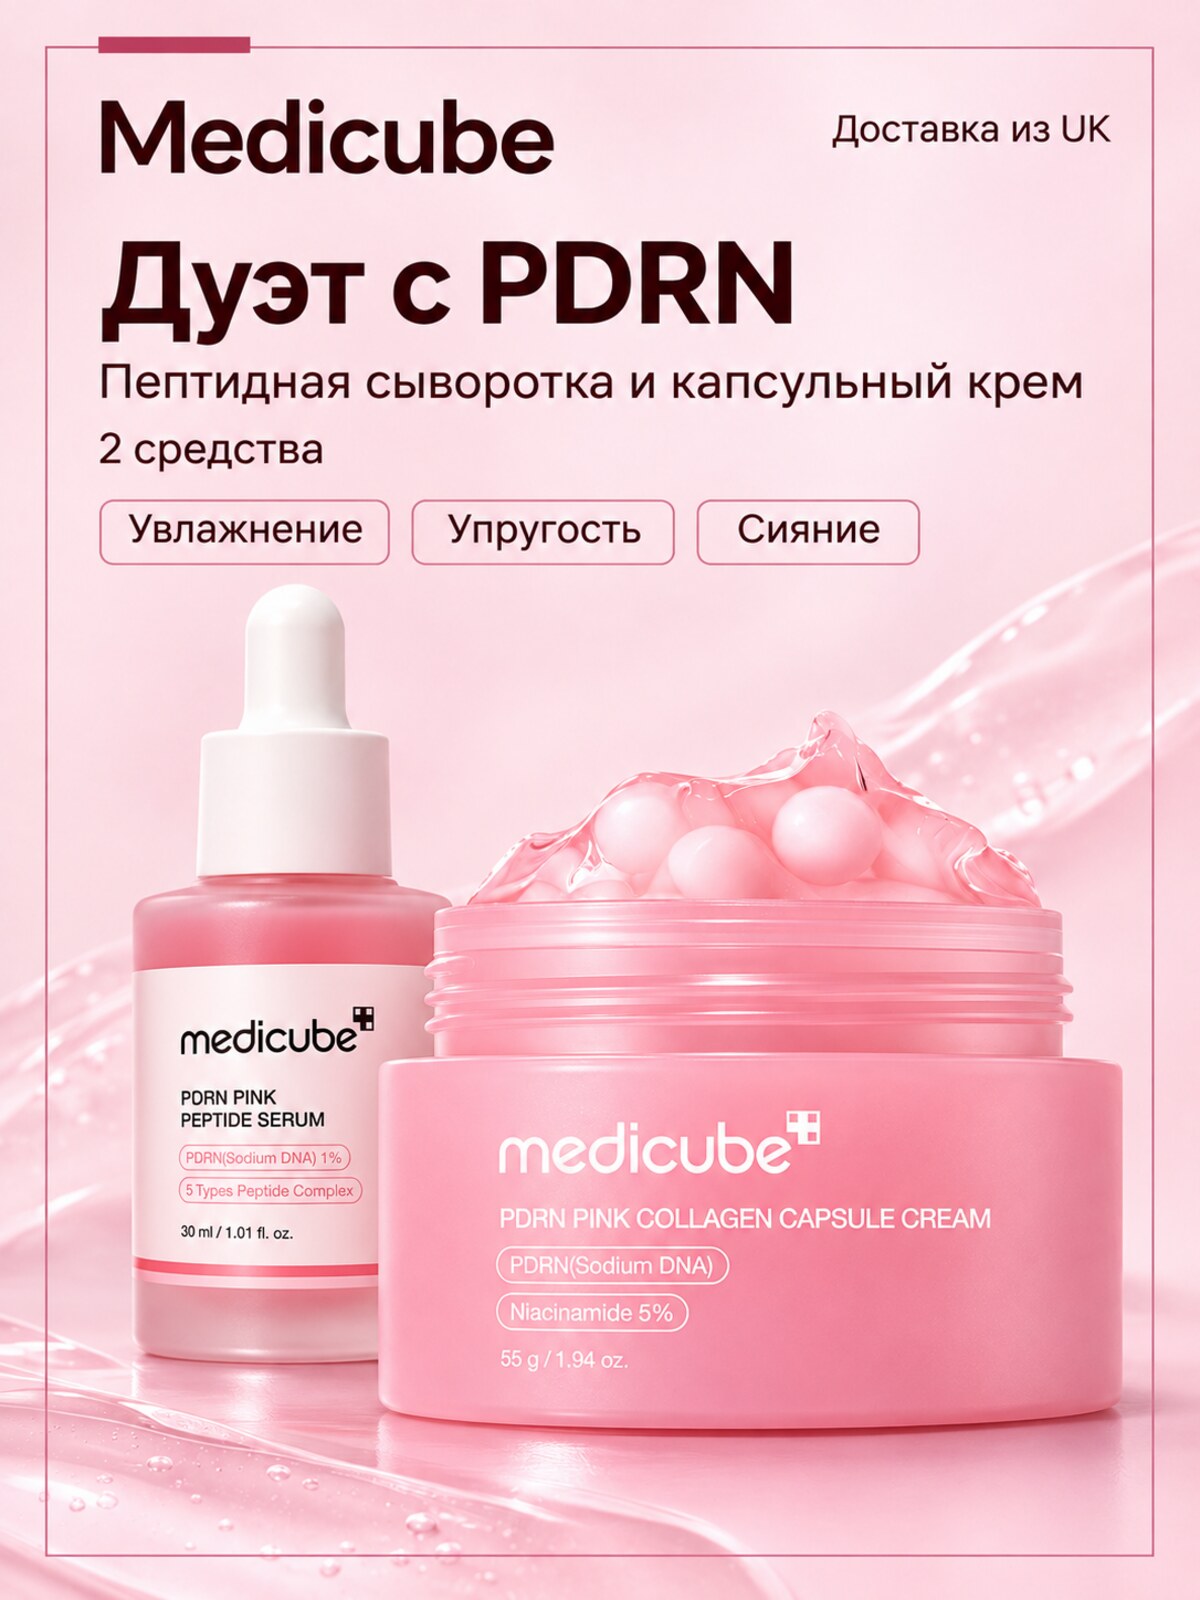 Medicube
Доставка из UK
Дуэт с PDRN
Пептидная сыворотка и капсульный крем
2 средства
Увлажнение
Упругость
Сияние
medicube
PDRN PINK
PEPTIDE SERUM
PDRN(Sodium DNA) 1%
5 Types Peptide Complex
30 ml / 1.01 fl. oz.
medicube
PDRN PINK COLLAGEN CAPSULE CREAM
PDRN(Sodium DNA)
Niacinamide 5%
55 g / 1.94 oz.